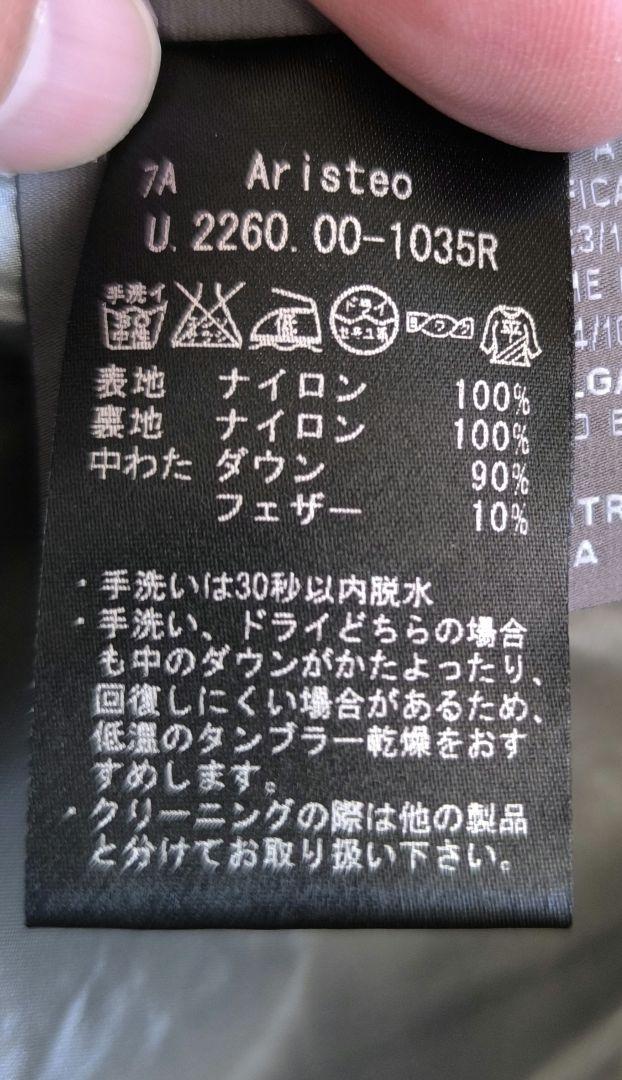 7A Aristeo
U.2260.00-1035R
手洗イ
中性
低
ドライ
セキユ系
ヨワク
平
表地 ナイロン 100%
裏地 ナイロン 100%
中わた ダウン 90%
フェザー 10%
・手洗いは30秒以内脱水
・手洗い、ドライどちらの場合
も中のダウンがかたよったり、
回復しにくい場合があるため、
低温のタンブラー乾燥をおす
すめします。
・クリーニングの際は他の製品
と分けてお取り扱い下さい。